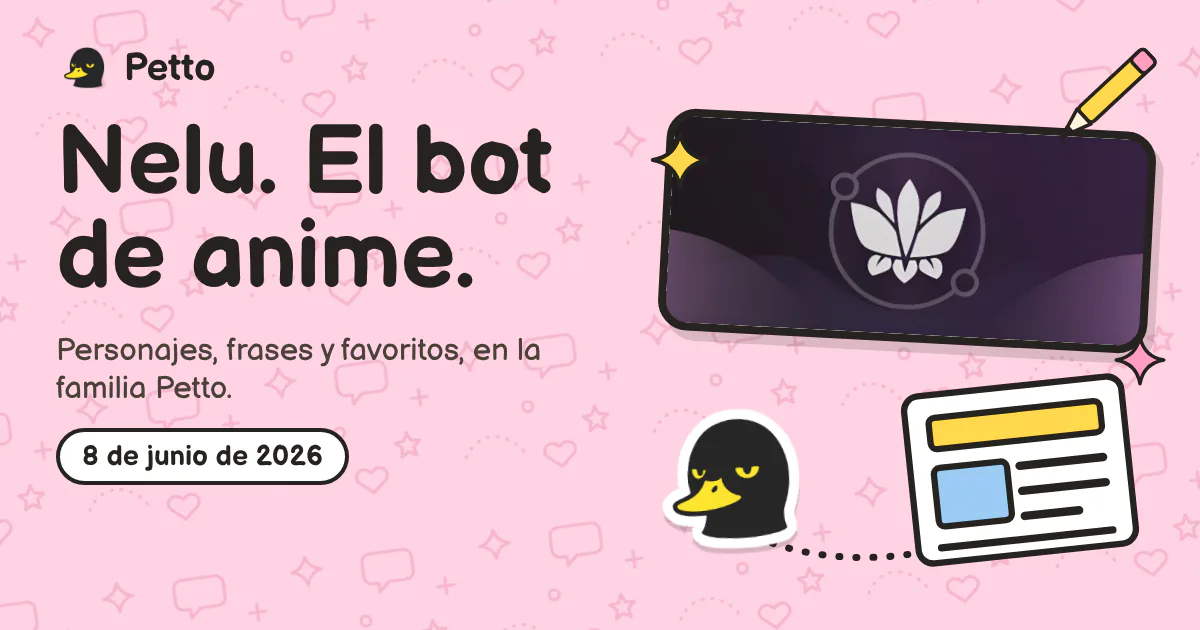 Petto
Nelu. El bot
de anime.
Personajes, frases y favoritos, en la
familia Petto.
8 de junio de 2026